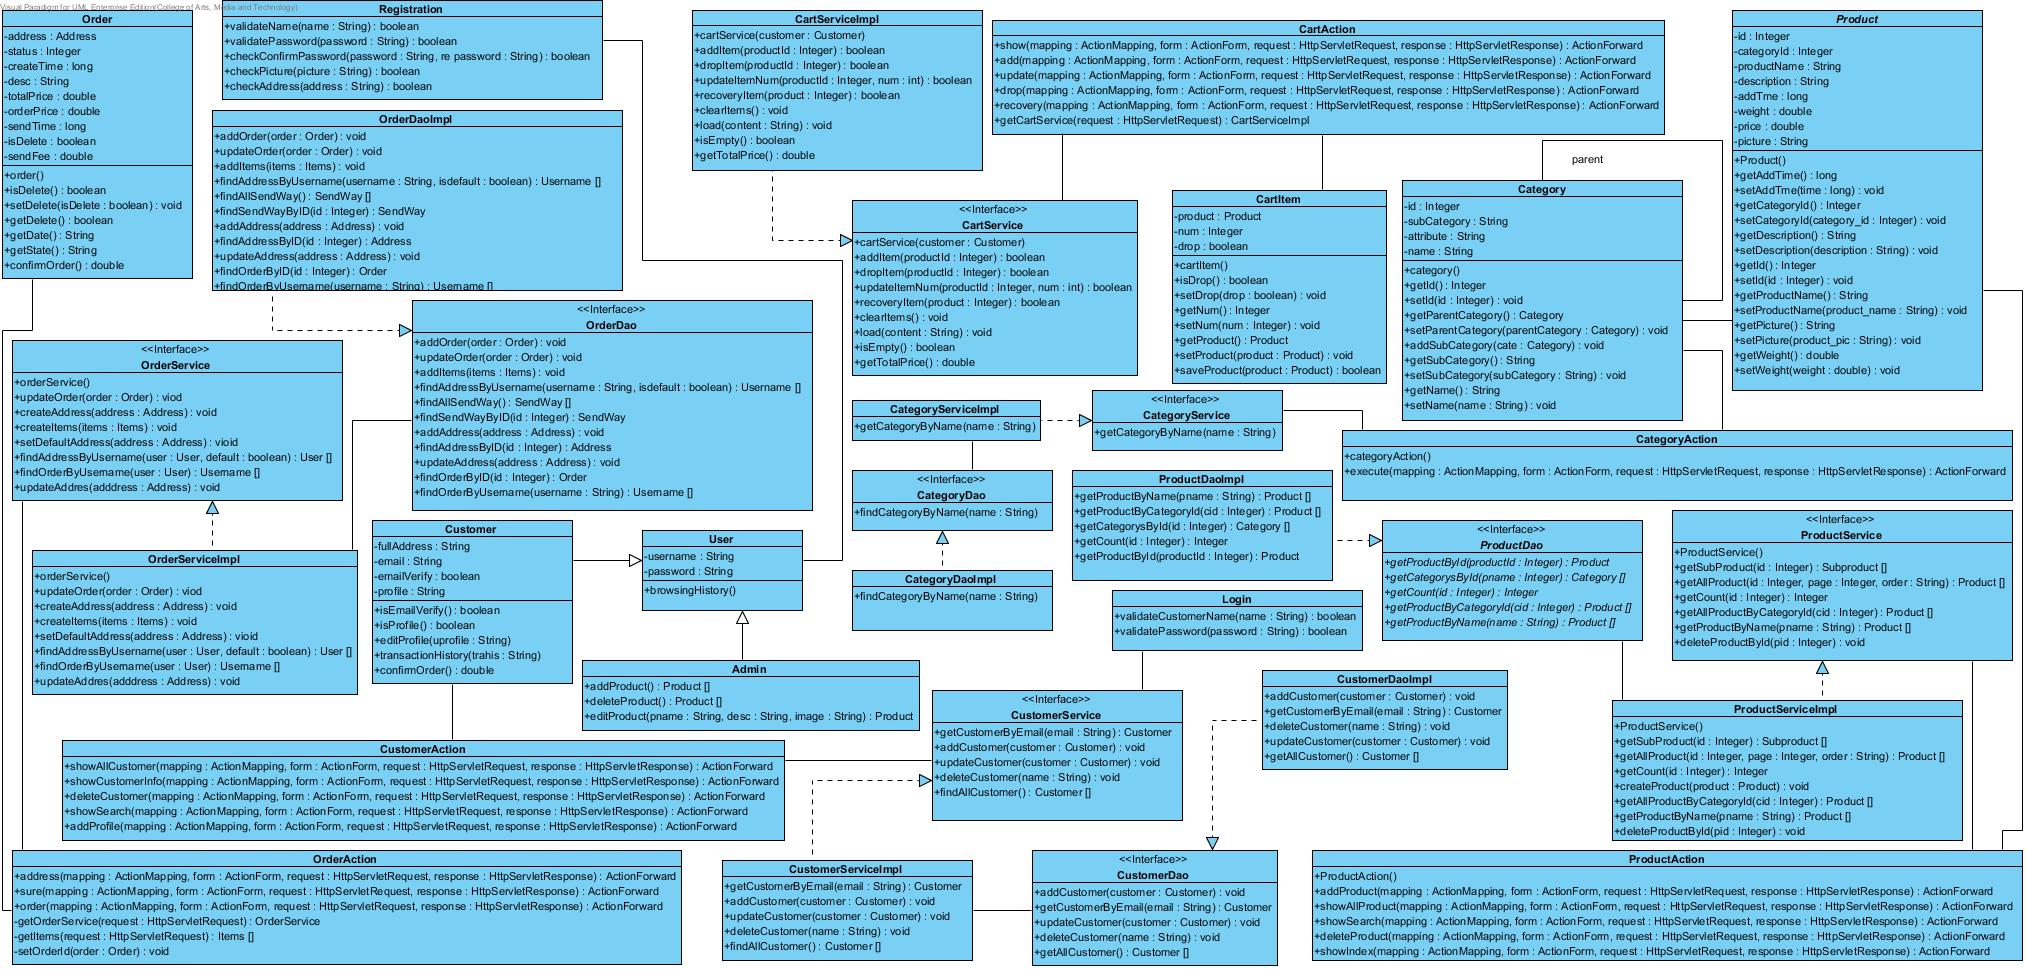 Visual Paradigm for UML Enterprise Edition(College of Arts, Media and Technology)
Order
-address : Address
-status : Integer
-createTime : long
-desc : String
-totalPrice : double
-orderPrice : double
-sendTime : long
-isDelete : boolean
-sendFee : double
+order()
+isDelete() : boolean
+setDelete(isDelete : boolean) : void
+getDelete() : boolean
+getDate() : String
+getState() : String
+confirmOrder() : double
Registration
+validateName(name : String) : boolean
+validatePassword(password : String) : boolean
+checkConfirmPassword(password : String, re password : String) : boolean
+checkPicture(picture : String) : boolean
+checkAddress(address : String) : boolean
OrderDaoImpl
+addOrder(order : Order) : void
+updateOrder(order : Order) : void
+addItems(items : Items) : void
+findAddressByUsername(username : String, isdefault : boolean) : Username []
+findAllSendWay() : SendWay []
+findSendWayByID(id : Integer) : SendWay
+addAddress(address : Address) : void
+findAddressByID(id : Integer) : Address
+updateAddress(address : Address) : void
+findOrderByID(id : Integer) : Order
+findOrderByUsername(username : String) : Username []
CartServiceImpl
+cartService(customer : Customer)
+addItem(productId : Integer) : boolean
+dropItem(productId : Integer) : boolean
+updateItemNum(productId : Integer, num : int) : boolean
+recoveryItem(product : Integer) : boolean
+clearItems() : void
+load(content : String) : void
+isEmpty() : boolean
+getTotalPrice() : double
CartAction
+show(mapping : ActionMapping, form : ActionForm, request : HttpServletRequest, response : HttpServletResponse) : ActionForward
+add(mapping : ActionMapping, form : ActionForm, request : HttpServletRequest, response : HttpServletResponse) : ActionForward
+update(mapping : ActionMapping, form : ActionForm, request : HttpServletRequest, response : HttpServletResponse) : ActionForward
+drop(mapping : ActionMapping, form : ActionForm, request : HttpServletRequest, response : HttpServletResponse) : ActionForward
+recovery(mapping : ActionMapping, form : ActionForm, request : HttpServletRequest, response : HttpServletResponse) : ActionForward
+getCartService(request : HttpServletRequest) : CartServiceImpl
Product
-id : Integer
-categoryId : Integer
-productName : String
-description : String
-addTme : long
-weight : double
-price : double
-picture : String
+Product()
+getAddTime() : long
+setAddTme(time : long) : void
+getCategoryId() : Integer
+setCategoryId(category_id : Integer) : void
+getDescription() : String
+setDescription(description : String) : void
+getId() : Integer
+setId(id : Integer) : void
+getProductName() : String
+setProductName(product_name : String) : void
+getPicture() : String
+setPicture(product_pic : String) : void
+getWeight() : double
+setWeight(weight : double) : void
parent
<<Interface>>
CartService
+cartService(customer : Customer)
+addItem(productId : Integer) : boolean
+dropItem(productId : Integer) : boolean
+updateItemNum(productId : Integer, num : int) : boolean
+recoveryItem(product : Integer) : boolean
+clearItems() : void
+load(content : String) : void
+isEmpty() : boolean
+getTotalPrice() : double
CartItem
-product : Product
-num : Integer
-drop : boolean
+cartItem()
+isDrop() : boolean
+setDrop(drop : boolean) : void
+getNum() : Integer
+setNum(num : Integer) : void
+getProduct() : Product
+setProduct(product : Product) : void
+saveProduct(product : Product) : boolean
Category
-id : Integer
-subCategory : String
-attribute : String
-name : String
+category()
+getId() : Integer
+setId(id : Integer) : void
+getParentCategory() : Category
+setParentCategory(parentCategory : Category) : void
+addSubCategory(cate : Category) : void
+getSubCategory() : String
+setSubCategory(subCategory : String) : void
+getName() : String
+setName(name : String) : void
<<Interface>>
OrderDao
+addOrder(order : Order) : void
+updateOrder(order : Order) : void
+addItems(items : Items) : void
+findAddressByUsername(username : String, isdefault : boolean) : Username []
+findAllSendWay() : SendWay []
+findSendWayByID(id : Integer) : SendWay
+addAddress(address : Address) : void
+findAddressByID(id : Integer) : Address
+updateAddress(address : Address) : void
+findOrderByID(id : Integer) : Order
+findOrderByUsername(username : String) : Username []
<<Interface>>
OrderService
+orderService()
+updateOrder(order : Order) : viod
+createAddress(address : Address) : void
+createItems(items : Items) : void
+setDefaultAddress(address : Address) : vioid
+findAddressByUsername(user : User, default : boolean) : User []
+findOrderByUsername(user : User) : Username []
+updateAddres(adddress : Addres) : void
CategoryServiceImpl
+getCategoryByName(name : String)
<<Interface>>
CategoryService
+getCategoryByName(name : String)
CategoryAction
+categoryAction()
+execute(mapping : ActionMapping, form : ActionForm, request : HttpServletRequest, response : HttpServletResponse) : ActionForward
<<Interface>>
CategoryDao
+findCategoryByName(name : String)
ProductDaoImpl
+getProductByName(pname : String) : Product []
+getProductByCategoryId(cid : Integer) : Product []
+getCategorysById(id : Integer) : Category []
+getCount(id : Integer) : Integer
+getProductById(productId : Integer) : Product
<<Interface>>
ProductDao
+getProductById(productId : Integer) : Product
+getCategorysById(pname : Integer) : Category []
+getCount(id : Integer) : Integer
+getProductByCategoryId(cid : Integer) : Product []
+getProductByName(name : String) : Product []
<<Interface>>
ProductService
+ProductService()
+getSubProduct(id : Integer) : Subproduct []
+getAllProduct(id : Integer, page : Integer, order : String) : Product []
+getCount(id : Integer) : Integer
+getAllProductByCategoryId(cid : Integer) : Product []
+getProductByName(pname : String) : Product []
+deleteProductById(pid : Integer) : void
OrderServiceImpl
+orderService()
+updateOrder(order : Order) : viod
+createAddress(address : Address) : void
+createItems(items : Items) : void
+setDefaultAddress(address : Address) : vioid
+findAddressByUsername(user : User, default : boolean) : User []
+findOrderByUsername(user : User) : Username []
+updateAddres(adddress : Addres) : void
Customer
-fullAddress : String
-email : String
-emailVerify : boolean
-profile : String
+isEmailVerify() : boolean
+isProfile() : boolean
+editProfile(uprofile : String)
+transactionHistory(trahis : String)
+confirmOrder() : double
User
-username : String
-password : String
+browsingHistory()
CategoryDaoImpl
+findCategoryByName(name : String)
Login
+validateCustomerName(name : String) : boolean
+validatePassword(password : String) : boolean
Admin
+addProduct() : Product []
+deleteProduct() : Product []
+editProduct(pname : String, desc : String, image : String) : Product
<<Interface>>
CustomerService
+getCustomerByEmail(email : String) : Customer
+addCustomer(customer : Customer) : void
+updateCustomer(customer : Customer) : void
+deleteCustomer(name : String) : void
+findAllCustomer() : Customer []
CustomerDaoImpl
+addCustomer(customer : Customer) : void
+getCustomerByEmail(email : String) : Customer
+deleteCustomer(name : String) : void
+updateCustomer(customer : Customer) : void
+getAllCustomer() : Customer []
ProductServiceImpl
+ProductService()
+getSubProduct(id : Integer) : Subproduct []
+getAllProduct(id : Integer, page : Integer, order : String) : Product []
+getCount(id : Integer) : Integer
+createProduct(product : Product) : void
+getAllProductByCategoryId(cid : Integer) : Product []
+getProductByName(pname : String) : Product []
+deleteProductById(pid : Integer) : void
CustomerAction
+showAllCustomer(mapping : ActionMapping, form : ActionForm, request : HttpServletRequest, response : HttpServletResponse) : ActionForward
+showCustomerInfo(mapping : ActionMapping, form : ActionForm, request : HttpServletRequest, response : HttpServletResponse) : ActionForward
+deleteCustomer(mapping : ActionMapping, form : ActionForm, request : HttpServletRequest, response : HttpServletResponse) : ActionForward
+showSearch(mapping : ActionMapping, form : ActionForm, request : HttpServletRequest, response : HttpServletResponse) : ActionForward
+addProfile(mapping : ActionMapping, form : ActionForm, request : HttpServletRequest, response : HttpServletResponse) : ActionForward
OrderAction
+address(mapping : ActionMapping, form : ActionForm, request : HttpServletRequest, response : HttpServletResponse) : ActionForward
+sure(mapping : ActionMapping, form : ActionForm, request : HttpServletRequest, response : HttpServletResponse) : ActionForward
+order(mapping : ActionMapping, form : ActionForm, request : HttpServletRequest, response : HttpServletResponse) : ActionForward
-getOrderService(request : HttpServletRequest) : OrderService
-getItems(request : HttpServletRequest) : Items []
-setOrderId(order : Order) : void
CustomerServiceImpl
+getCustomerByEmail(email : String) : Customer
+addCustomer(customer : Customer) : void
+updateCustomer(customer : Customer) : void
+deleteCustomer(name : String) : void
+findAllCustomer() : Customer []
<<Interface>>
CustomerDao
+addCustomer(customer : Customer) : void
+getCustomerByEmail(email : String) : Customer
+updateCustomer(customer : Customer) : void
+deleteCustomer(name : String) : void
+getAllCustomer() : Customer []
ProductAction
+ProductAction()
+addProduct(mapping : ActionMapping, form : ActionForm, request : HttpServletRequest, response : HttpServletResponse) : ActionForward
+showAllProduct(mapping : ActionMapping, form : ActionForm, request : HttpServletRequest, response : HttpServletResponse) : ActionForward
+showSearch(mapping : ActionMapping, form : ActionForm, request : HttpServletRequest, response : HttpServletResponse) : ActionForward
+deleteProduct(mapping : ActionMapping, form : ActionForm, request : HttpServletRequest, response : HttpServletResponse) : ActionForward
+showIndex(mapping : ActionMapping, form : ActionForm, request : HttpServletRequest, response : HttpServletResponse) : ActionForward